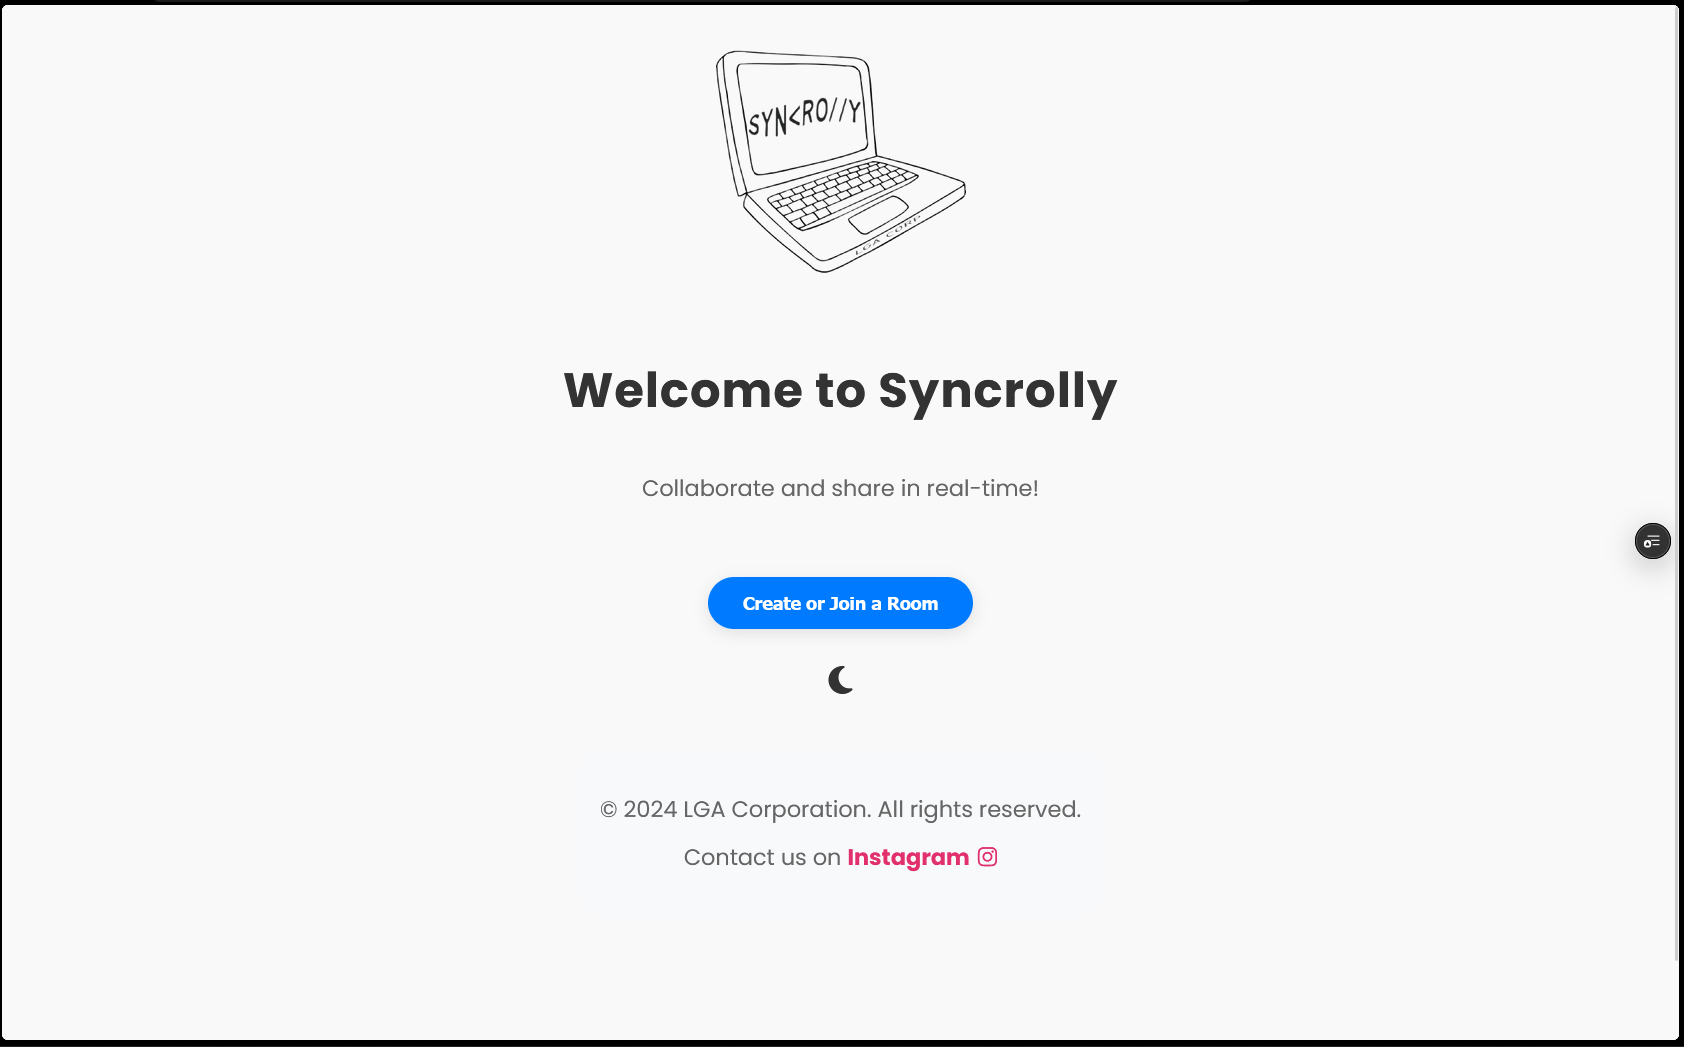 SYN<RO//Y
LGA CORP
Welcome to Syncrolly
Collaborate and share in real-time!
Create or Join a Room
© 2024 LGA Corporation. All rights reserved.
Contact us on Instagram